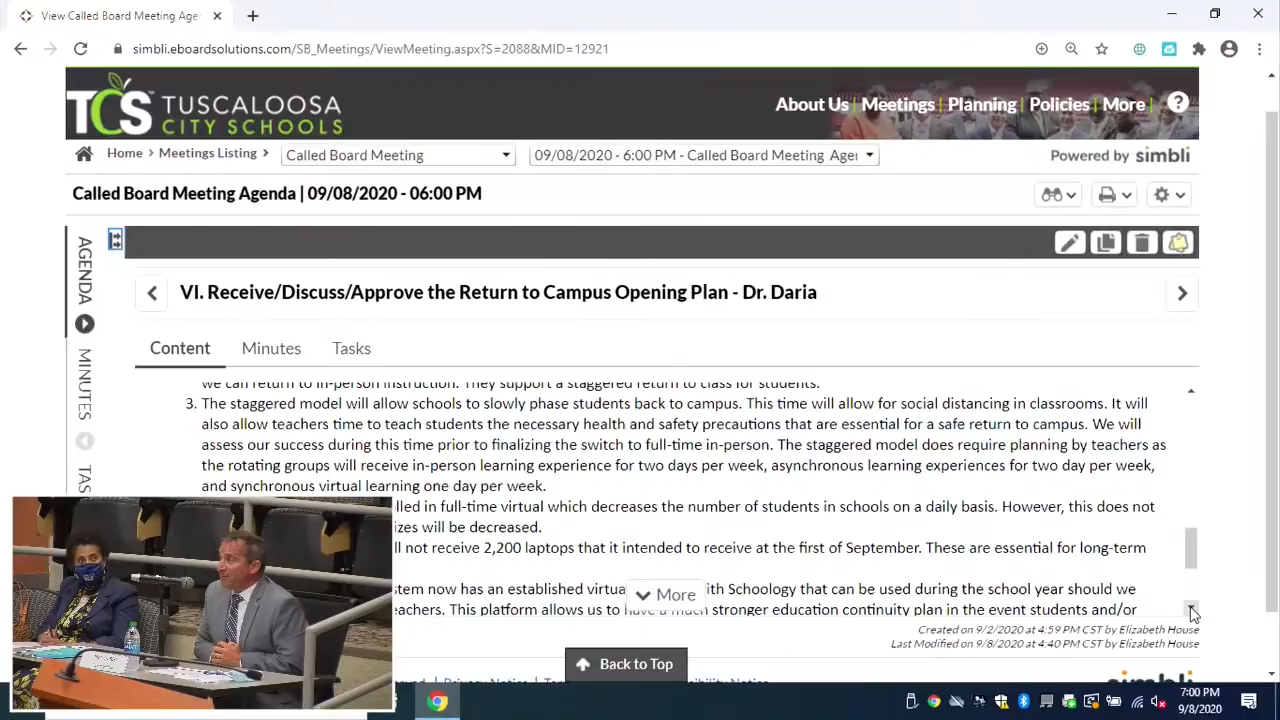 View Called Board Meeting Age
simbli.eboardsolutions.com/SB_Meetings/ViewMeeting.aspx?S=2088&MID=12921
TCS TUSCALOOSA CITY SCHOOLS
About Us | Meetings | Planning | Policies | More |
Home > Meetings Listing > Called Board Meeting 09/08/2020 - 6:00 PM - Called Board Meeting Ager
Powered by simbli
Called Board Meeting Agenda | 09/08/2020 - 06:00 PM
AGENDA
MINUTES
TAS
VI. Receive/Discuss/Approve the Return to Campus Opening Plan - Dr. Daria
Content Minutes Tasks
we can return to in-person instruction. They support a staggered return to class for students.
3. The staggered model will allow schools to slowly phase students back to campus. This time will allow for social distancing in classrooms. It will
also allow teachers time to teach students the necessary health and safety precautions that are essential for a safe return to campus. We will
assess our success during this time prior to finalizing the switch to full-time in-person. The staggered model does require planning by teachers as
the rotating groups will receive in-person learning experience for two days per week, asynchronous learning experiences for two day per week,
and synchronous virtual learning one day per week.
lled in full-time virtual which decreases the number of students in schools on a daily basis. However, this does not
izes will be decreased.
ll not receive 2,200 laptops that it intended to receive at the first of September. These are essential for long-term
stem now has an established virtua
ith Schoology that can be used during the school year should we
More
eachers. This platform allows us to have a much stronger education continuity plan in the event students and/or
Created on 9/2/2020 at 4:59 PM CST by Elizabeth House
Last Modified on 9/8/2020 at 4:40 PM CST by Elizabeth House
Back to Top
simbli
7:00 PM
9/8/2020